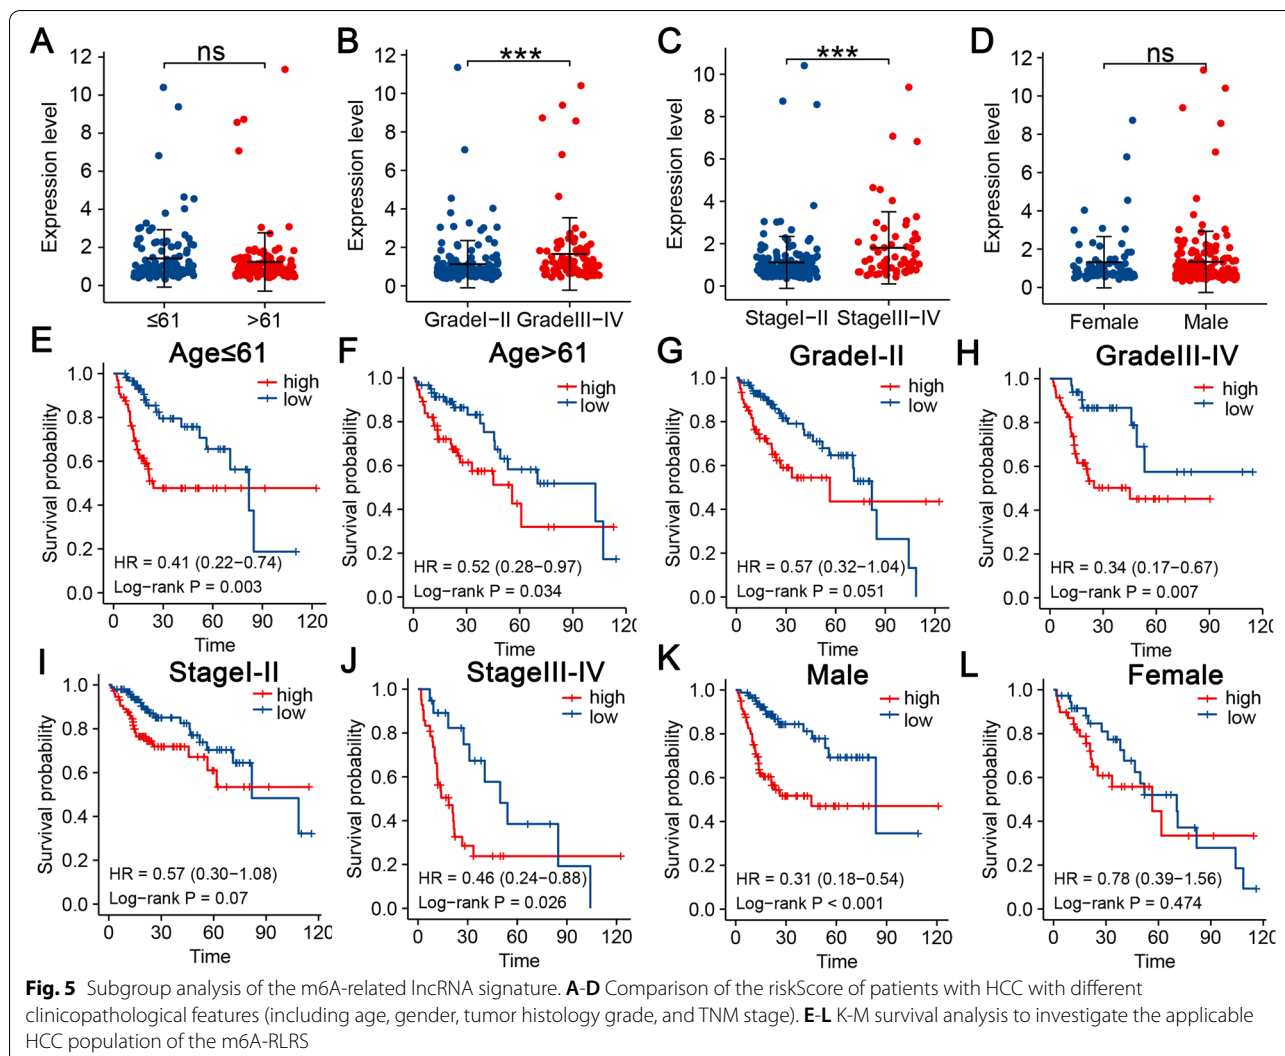 A
B
C
D
ns
***
***
ns
Expression level
12
10
8
6
4
2
0
≤61
>61
Expression level
12
10
8
6
4
2
0
GradeI−II
GradeIII−IV
Expression level
10
8
6
4
2
0
StageI−II
StageIII−IV
Expression level
12
10
8
6
4
2
0
Female
Male
E
Age≤61
high
low
Survival probability
1.0
0.8
0.6
0.4
0.2
0.0
HR = 0.41 (0.22−0.74)
Log−rank P = 0.003
0 30 60 90 120
Time
F
Age>61
high
low
Survival probability
1.0
0.8
0.6
0.4
0.2
0.0
HR = 0.52 (0.28−0.97)
Log−rank P = 0.034
0 30 60 90 120
Time
G
GradeI-II
high
low
Survival probability
1.0
0.8
0.6
0.4
0.2
0.0
HR = 0.57 (0.32−1.04)
Log−rank P = 0.051
0 30 60 90 120
Time
H
GradeIII-IV
high
low
Survival probability
1.0
0.8
0.6
0.4
0.2
0.0
HR = 0.34 (0.17−0.67)
Log−rank P = 0.007
0 30 60 90 120
Time
I
StageI-II
high
low
Survival probability
1.0
0.8
0.6
0.4
0.2
0.0
HR = 0.57 (0.30−1.08)
Log−rank P = 0.07
0 30 60 90 120
Time
J
StageIII-IV
high
low
Survival probability
1.0
0.8
0.6
0.4
0.2
0.0
HR = 0.46 (0.24−0.88)
Log−rank P = 0.026
0 30 60 90 120
Time
K
Male
high
low
Survival probability
1.0
0.8
0.6
0.4
0.2
0.0
HR = 0.31 (0.18−0.54)
Log−rank P < 0.001
0 30 60 90 120
Time
L
Female
high
low
Survival probability
1.0
0.8
0.6
0.4
0.2
0.0
HR = 0.78 (0.39−1.56)
Log−rank P = 0.474
0 30 60 90 120
Time
Fig. 5 Subgroup analysis of the m6A-related lncRNA signature. A-D Comparison of the riskScore of patients with HCC with different
clinicopathological features (including age, gender, tumor histology grade, and TNM stage). E-L K-M survival analysis to investigate the applicable
HCC population of the m6A-RLRS